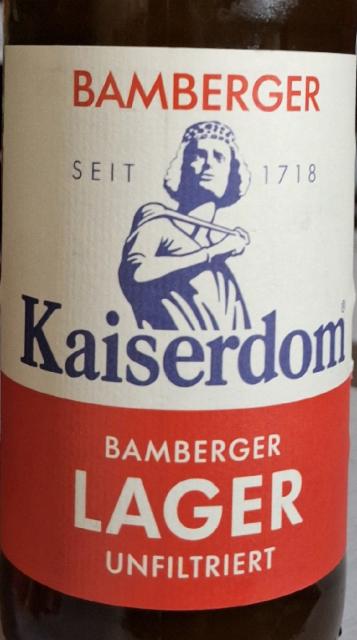 BAMBERGER
SEIT 1718
Kaiserdom®
BAMBERGER
LAGER
UNFILTRIERT